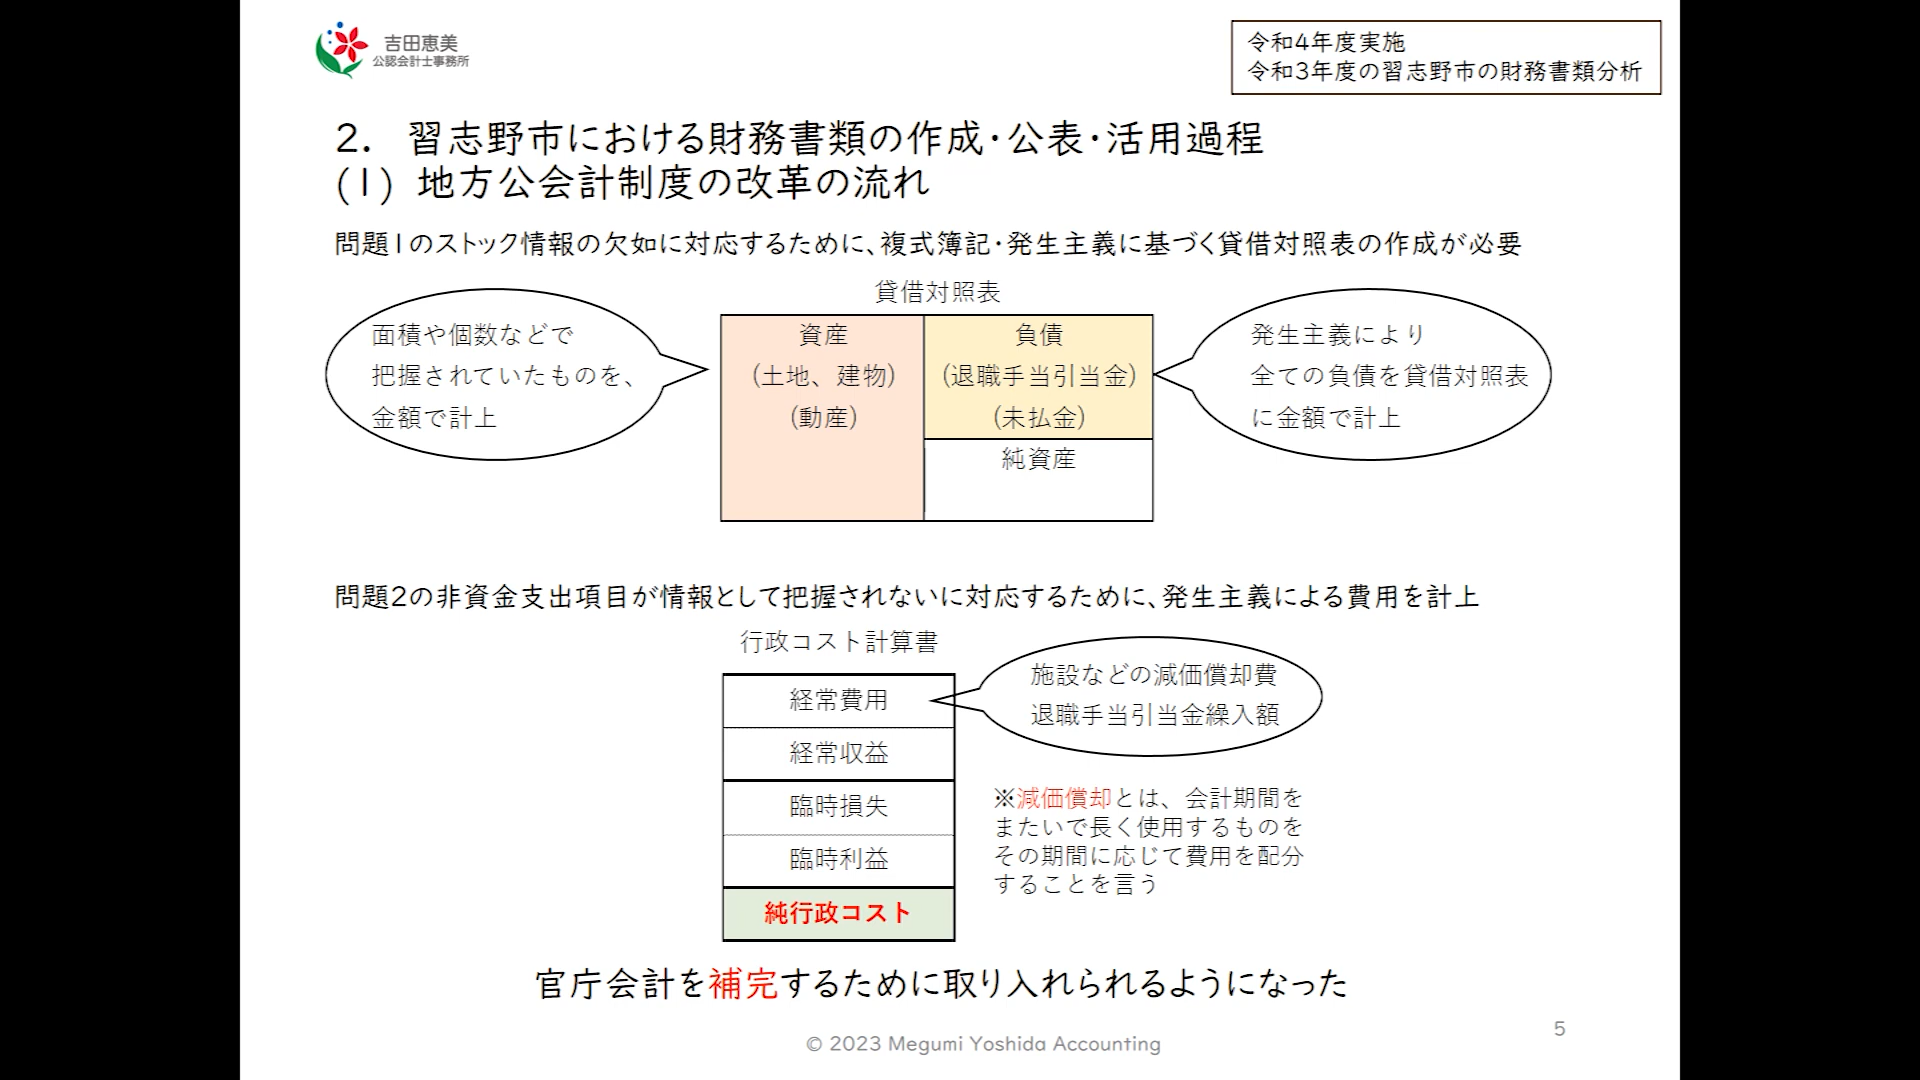 吉田恵美
公認会計士事務所
令和4年度実施
令和3年度の習志野市の財務書類分析
2. 習志野市における財務書類の作成・公表・活用過程
(1) 地方公会計制度の改革の流れ
問題1のストック情報の欠如に対応するために、複式簿記・発生主義に基づく貸借対照表の作成が必要
貸借対照表
面積や個数などで
把握されていたものを、
金額で計上
資産
(土地、建物)
(動産)
負債
(退職手当引当金)
(未払金)
純資産
発生主義により
全ての負債を貸借対照表
に金額で計上
問題2の非資金支出項目が情報として把握されないに対応するために、発生主義による費用を計上
行政コスト計算書
経常費用
経常収益
臨時損失
臨時利益
純行政コスト
施設などの減価償却費
退職手当引当金繰入額
※減価償却とは、会計期間を
またいで長く使用するものを
その期間に応じて費用を配分
することを言う
官庁会計を補完するために取り入れられるようになった
© 2023 Megumi Yoshida Accounting
5